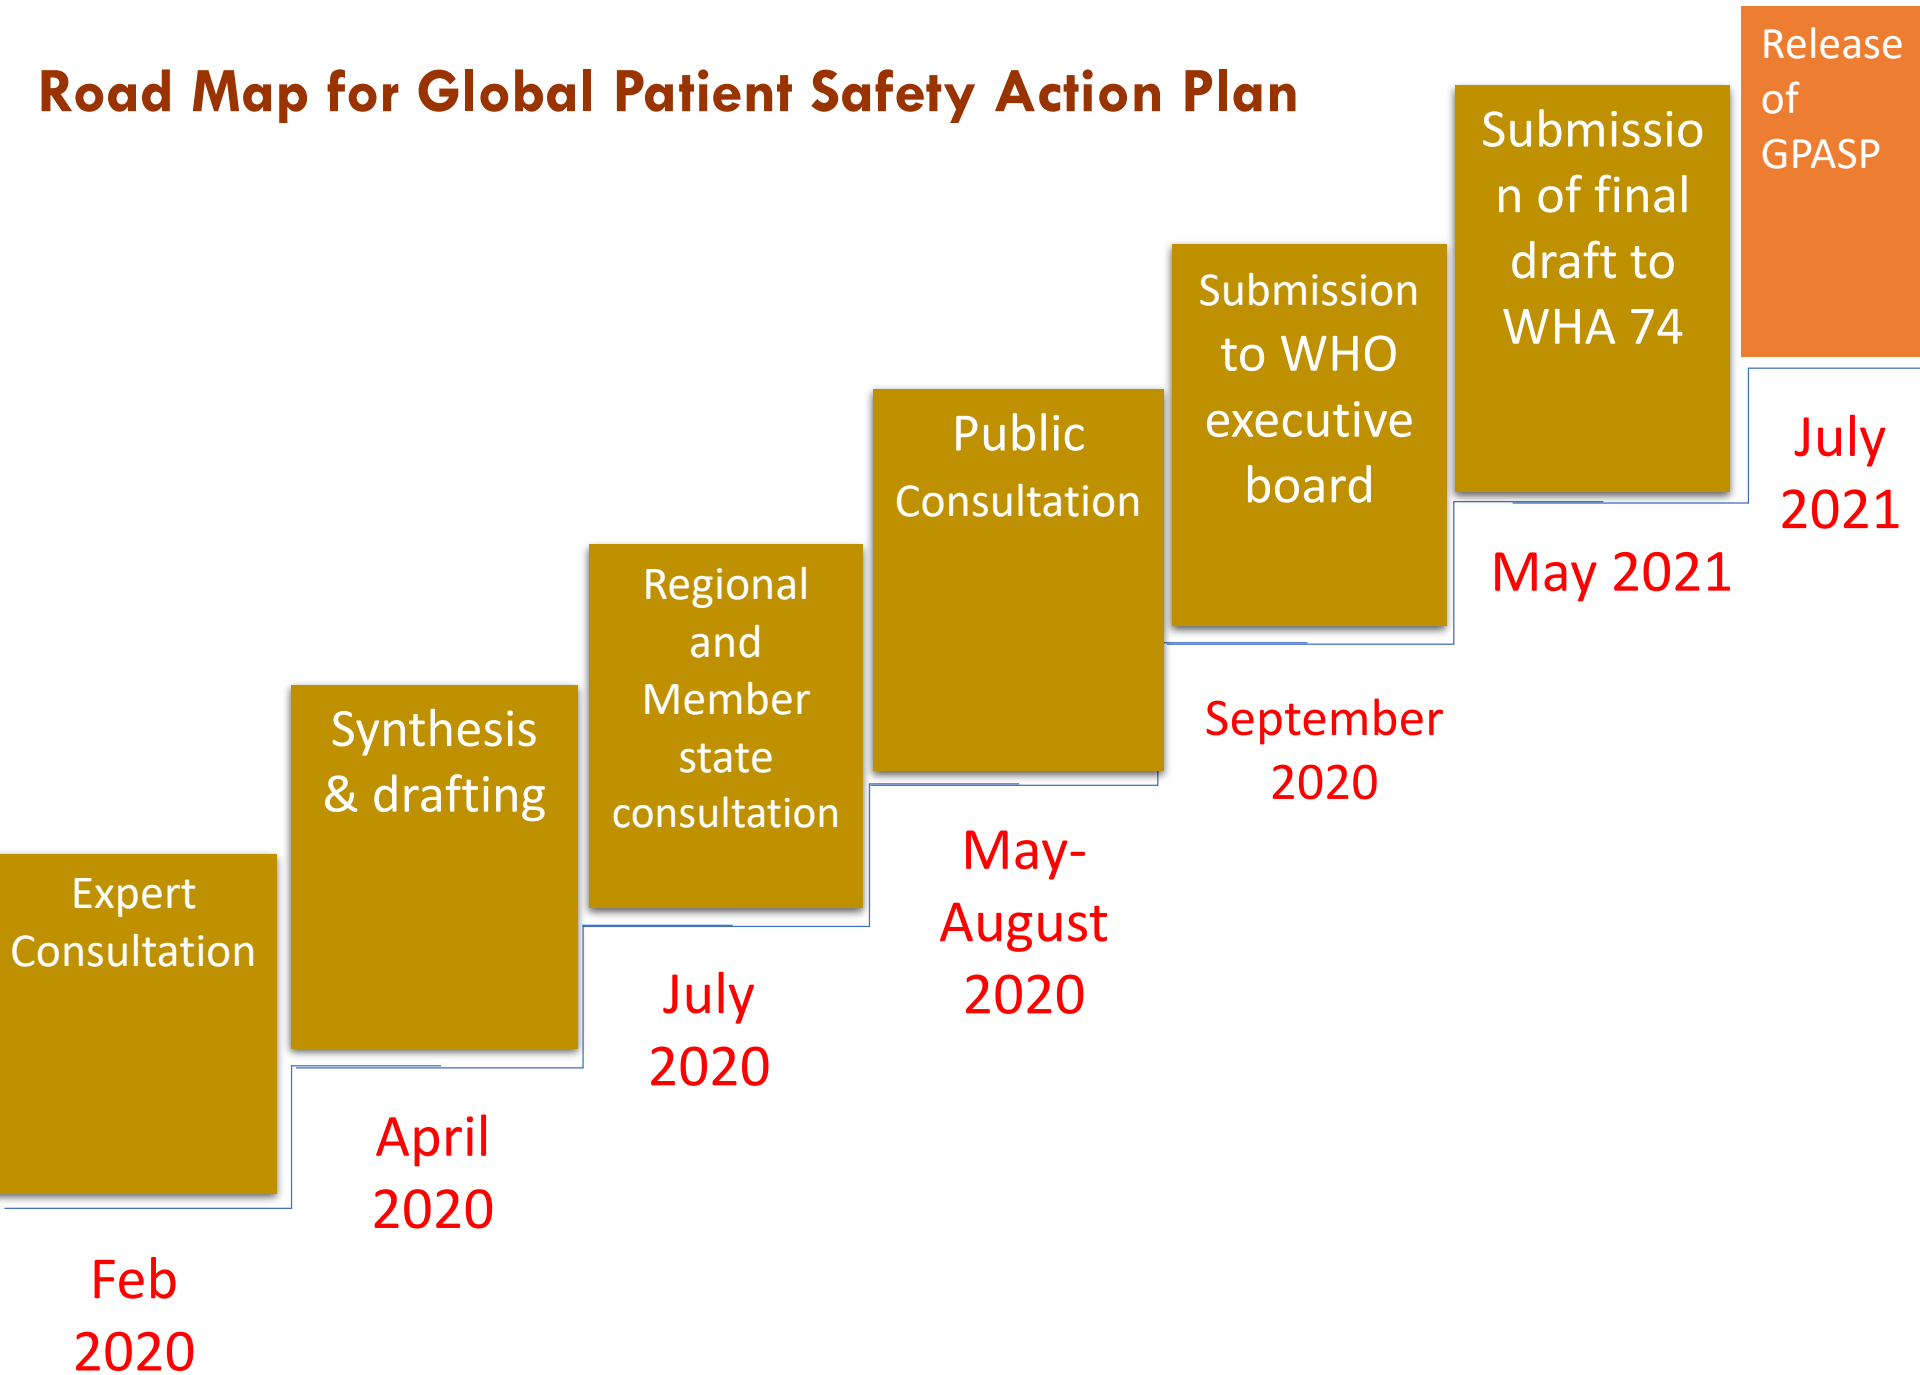 Road Map for Global Patient Safety Action Plan
Expert
Consultation
Feb
2020
Synthesis
& drafting
April
2020
Regional
and
Member
state
consultation
July
2020
Public
Consultation
May-
August
2020
Submission
to WHO
executive
board
September
2020
Submissio
n of final
draft to
WHA 74
May 2021
Release
of
GPASP
July
2021